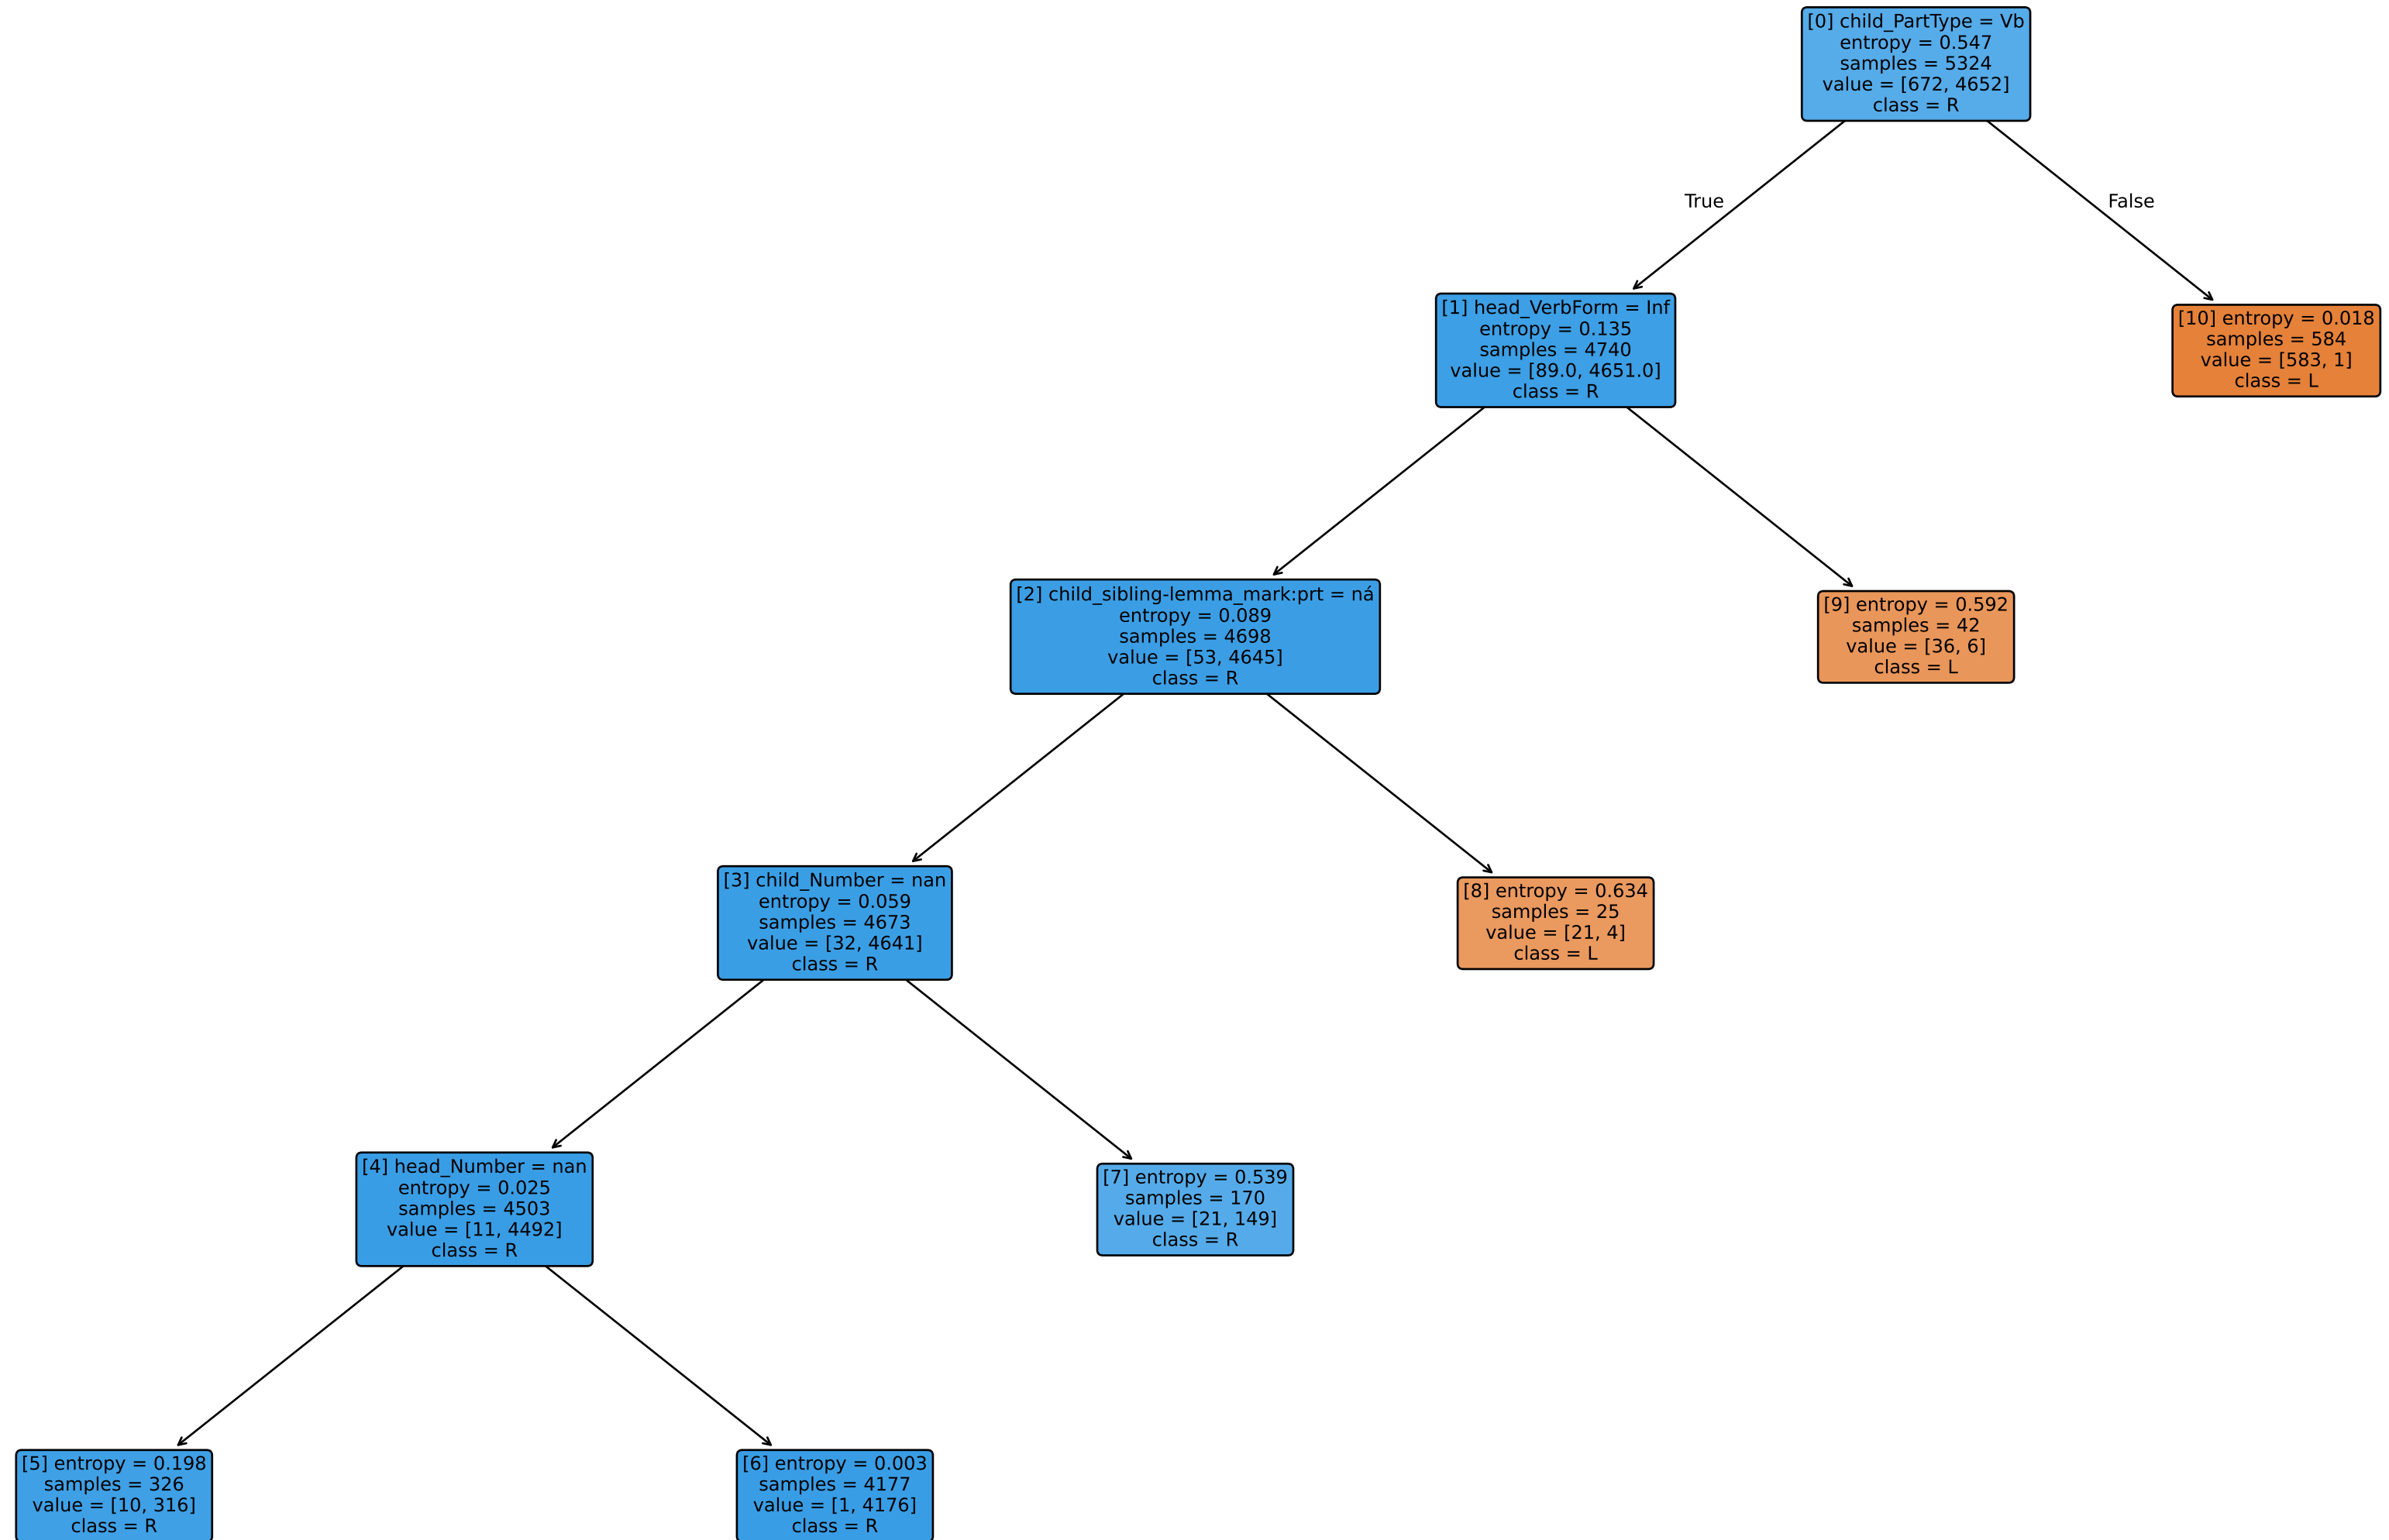 [0] child_PartType = Vb
entropy = 0.547
samples = 5324
value = [672, 4652]
class = R
True
False
[1] head_VerbForm = Inf
entropy = 0.135
samples = 4740
value = [89.0, 4651.0]
class = R
[10] entropy = 0.018
samples = 584
value = [583, 1]
class = L
[2] child_sibling-lemma_mark:prt = ná
entropy = 0.089
samples = 4698
value = [53, 4645]
class = R
[9] entropy = 0.592
samples = 42
value = [36, 6]
class = L
[3] child_Number = nan
entropy = 0.059
samples = 4673
value = [32, 4641]
class = R
[8] entropy = 0.634
samples = 25
value = [21, 4]
class = L
[4] head_Number = nan
entropy = 0.025
samples = 4503
value = [11, 4492]
class = R
[7] entropy = 0.539
samples = 170
value = [21, 149]
class = R
[5] entropy = 0.198
samples = 326
value = [10, 316]
class = R
[6] entropy = 0.003
samples = 4177
value = [1, 4176]
class = R